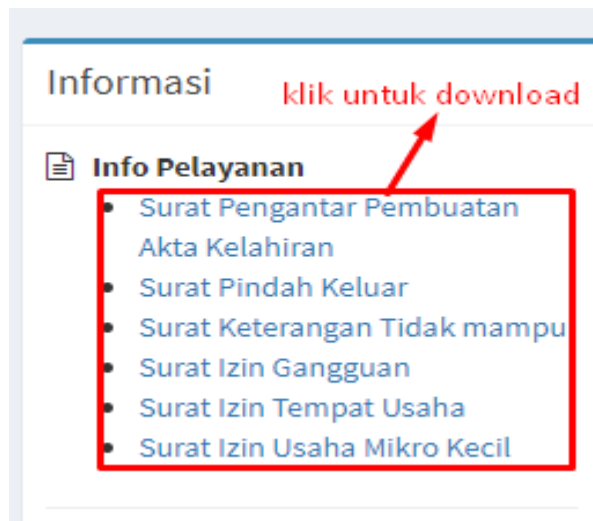 Informasi
klik untuk download
Info Pelayanan
Surat Pengantar Pembuatan
Akta Kelahiran
Surat Pindah Keluar
Surat Keterangan Tidak mampu
Surat Izin Gangguan
Surat Izin Tempat Usaha
Surat Izin Usaha Mikro Kecil